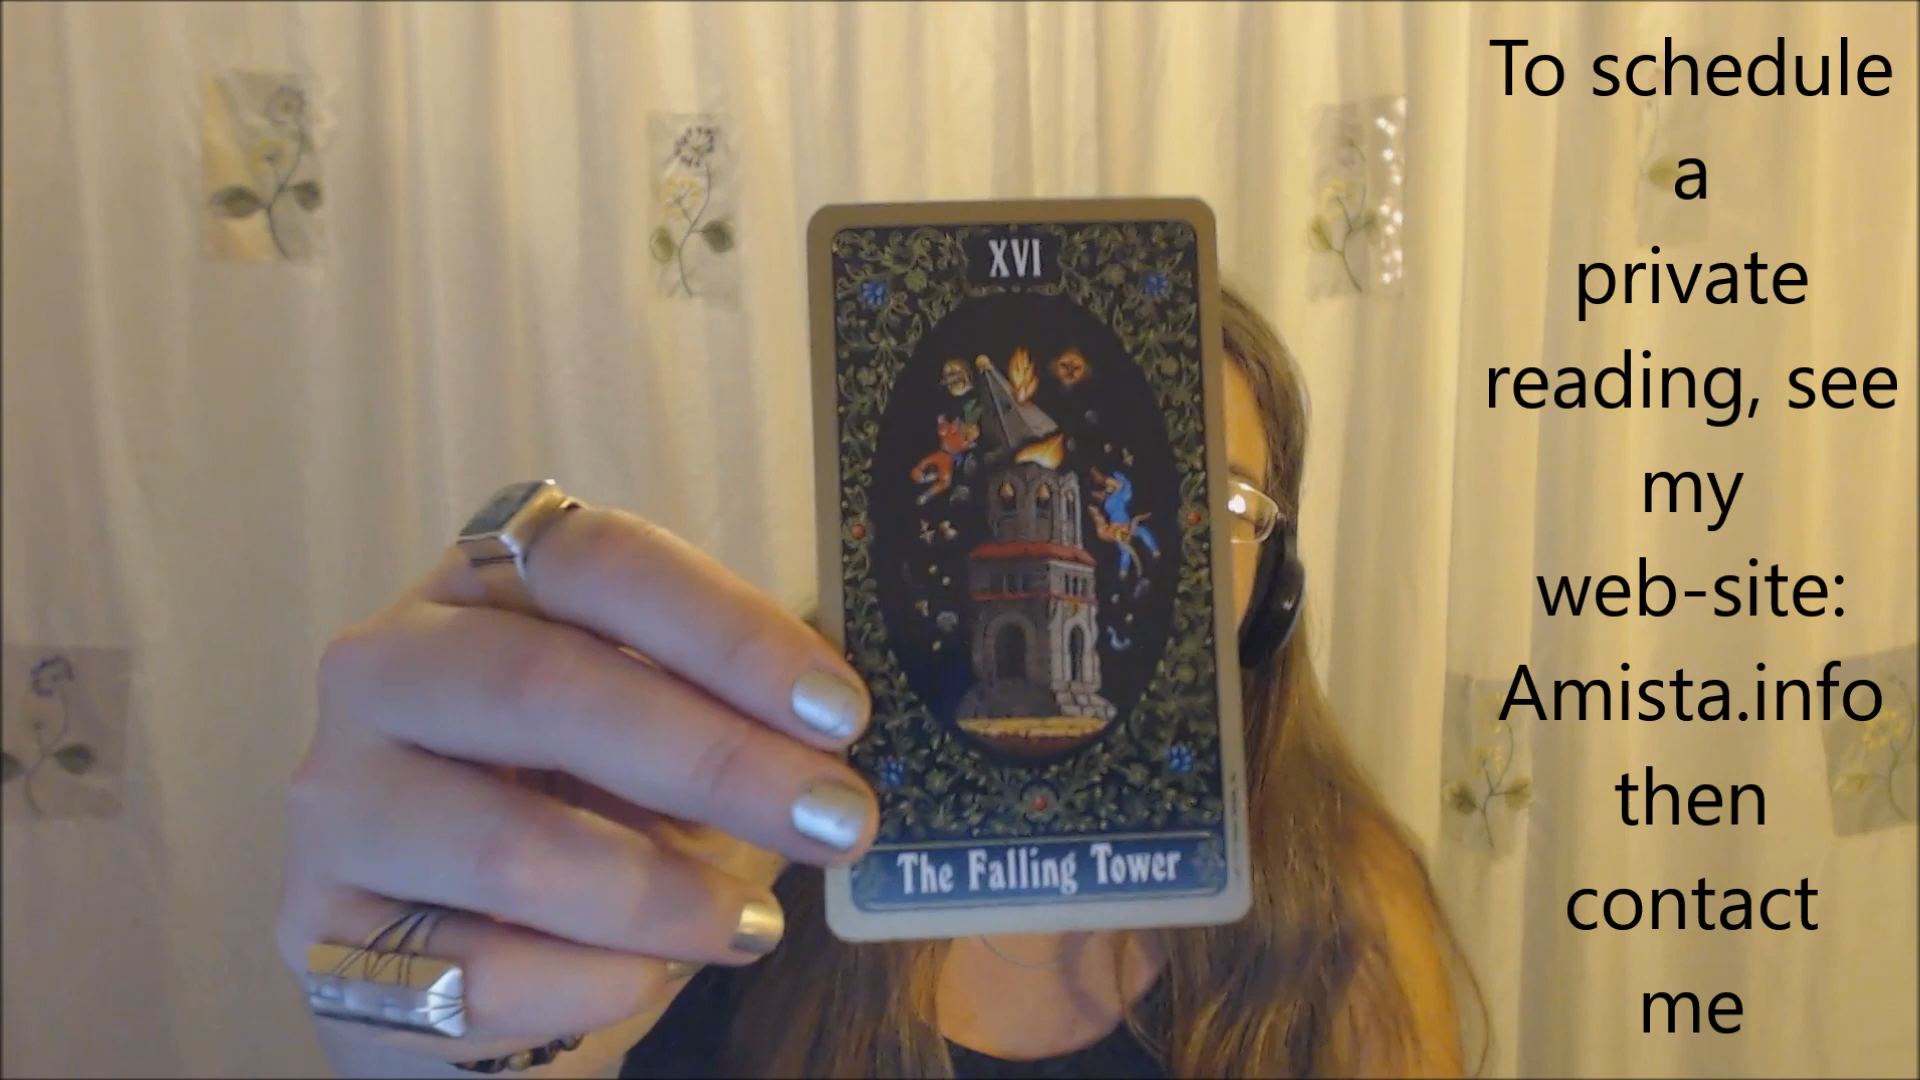 XVI
The Falling Tower
To schedule
a
private
reading, see
my
web-site:
Amista.info
then
contact
me